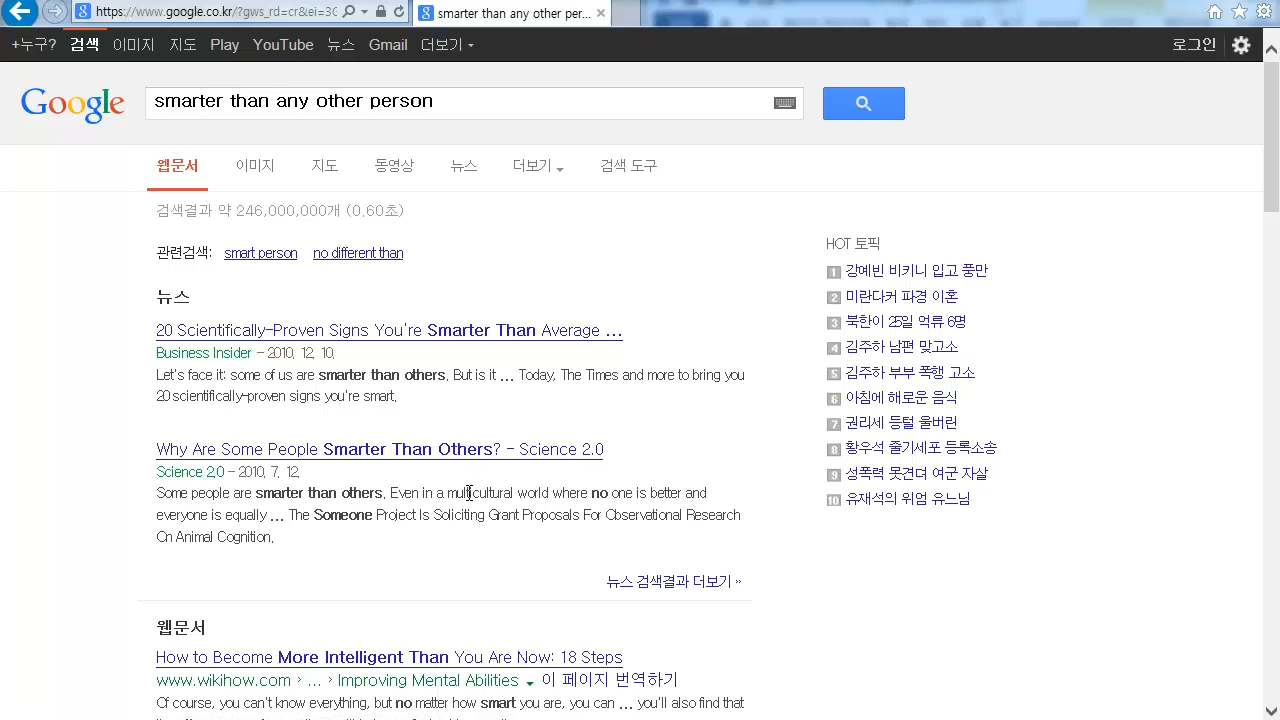 https://www.google.co.kr/?gws_rd=cr&ei=3C
smarter than any other per...
+누구? 검색 이미지 지도 Play YouTube 뉴스 Gmail 더보기 로그인
Google
smarter than any other person
웹문서 이미지 지도 동영상 뉴스 더보기 검색 도구
검색결과 약 246,000,000개 (0.60초)
관련검색: smart person no different than
뉴스
20 Scientifically-Proven Signs You're Smarter Than Average ...
Business Insider - 2010. 12. 10.
Let's face it: some of us are smarter than others. But is it ... Today, The Times and more to bring you
20 scientifically-proven signs you're smart.
Why Are Some People Smarter Than Others? - Science 2.0
Science 2.0 - 2010. 7. 12.
Some people are smarter than others. Even in a multicultural world where no one is better and
everyone is equally ... The Someone Project Is Soliciting Grant Proposals For Observational Research
On Animal Cognition.
뉴스 검색결과 더보기 »
웹문서
How to Become More Intelligent Than You Are Now: 18 Steps
www.wikihow.com › ... › Improving Mental Abilities 이 페이지 번역하기
Of course, you can't know everything, but no matter how smart you are, you can ... you'll also find that
HOT 토픽
1 강예빈 비키니 입고 풍만
2 미란다커 파경 이혼
3 북한이 25일 억류 6명
4 김주하 남편 맞고소
5 김주하 부부 폭행 고소
6 아침에 해로운 음식
7 권리세 등털 울버린
8 황우석 줄기세포 등록소송
9 성폭력 못견뎌 여군 자살
10 유재석의 위엄 유느님